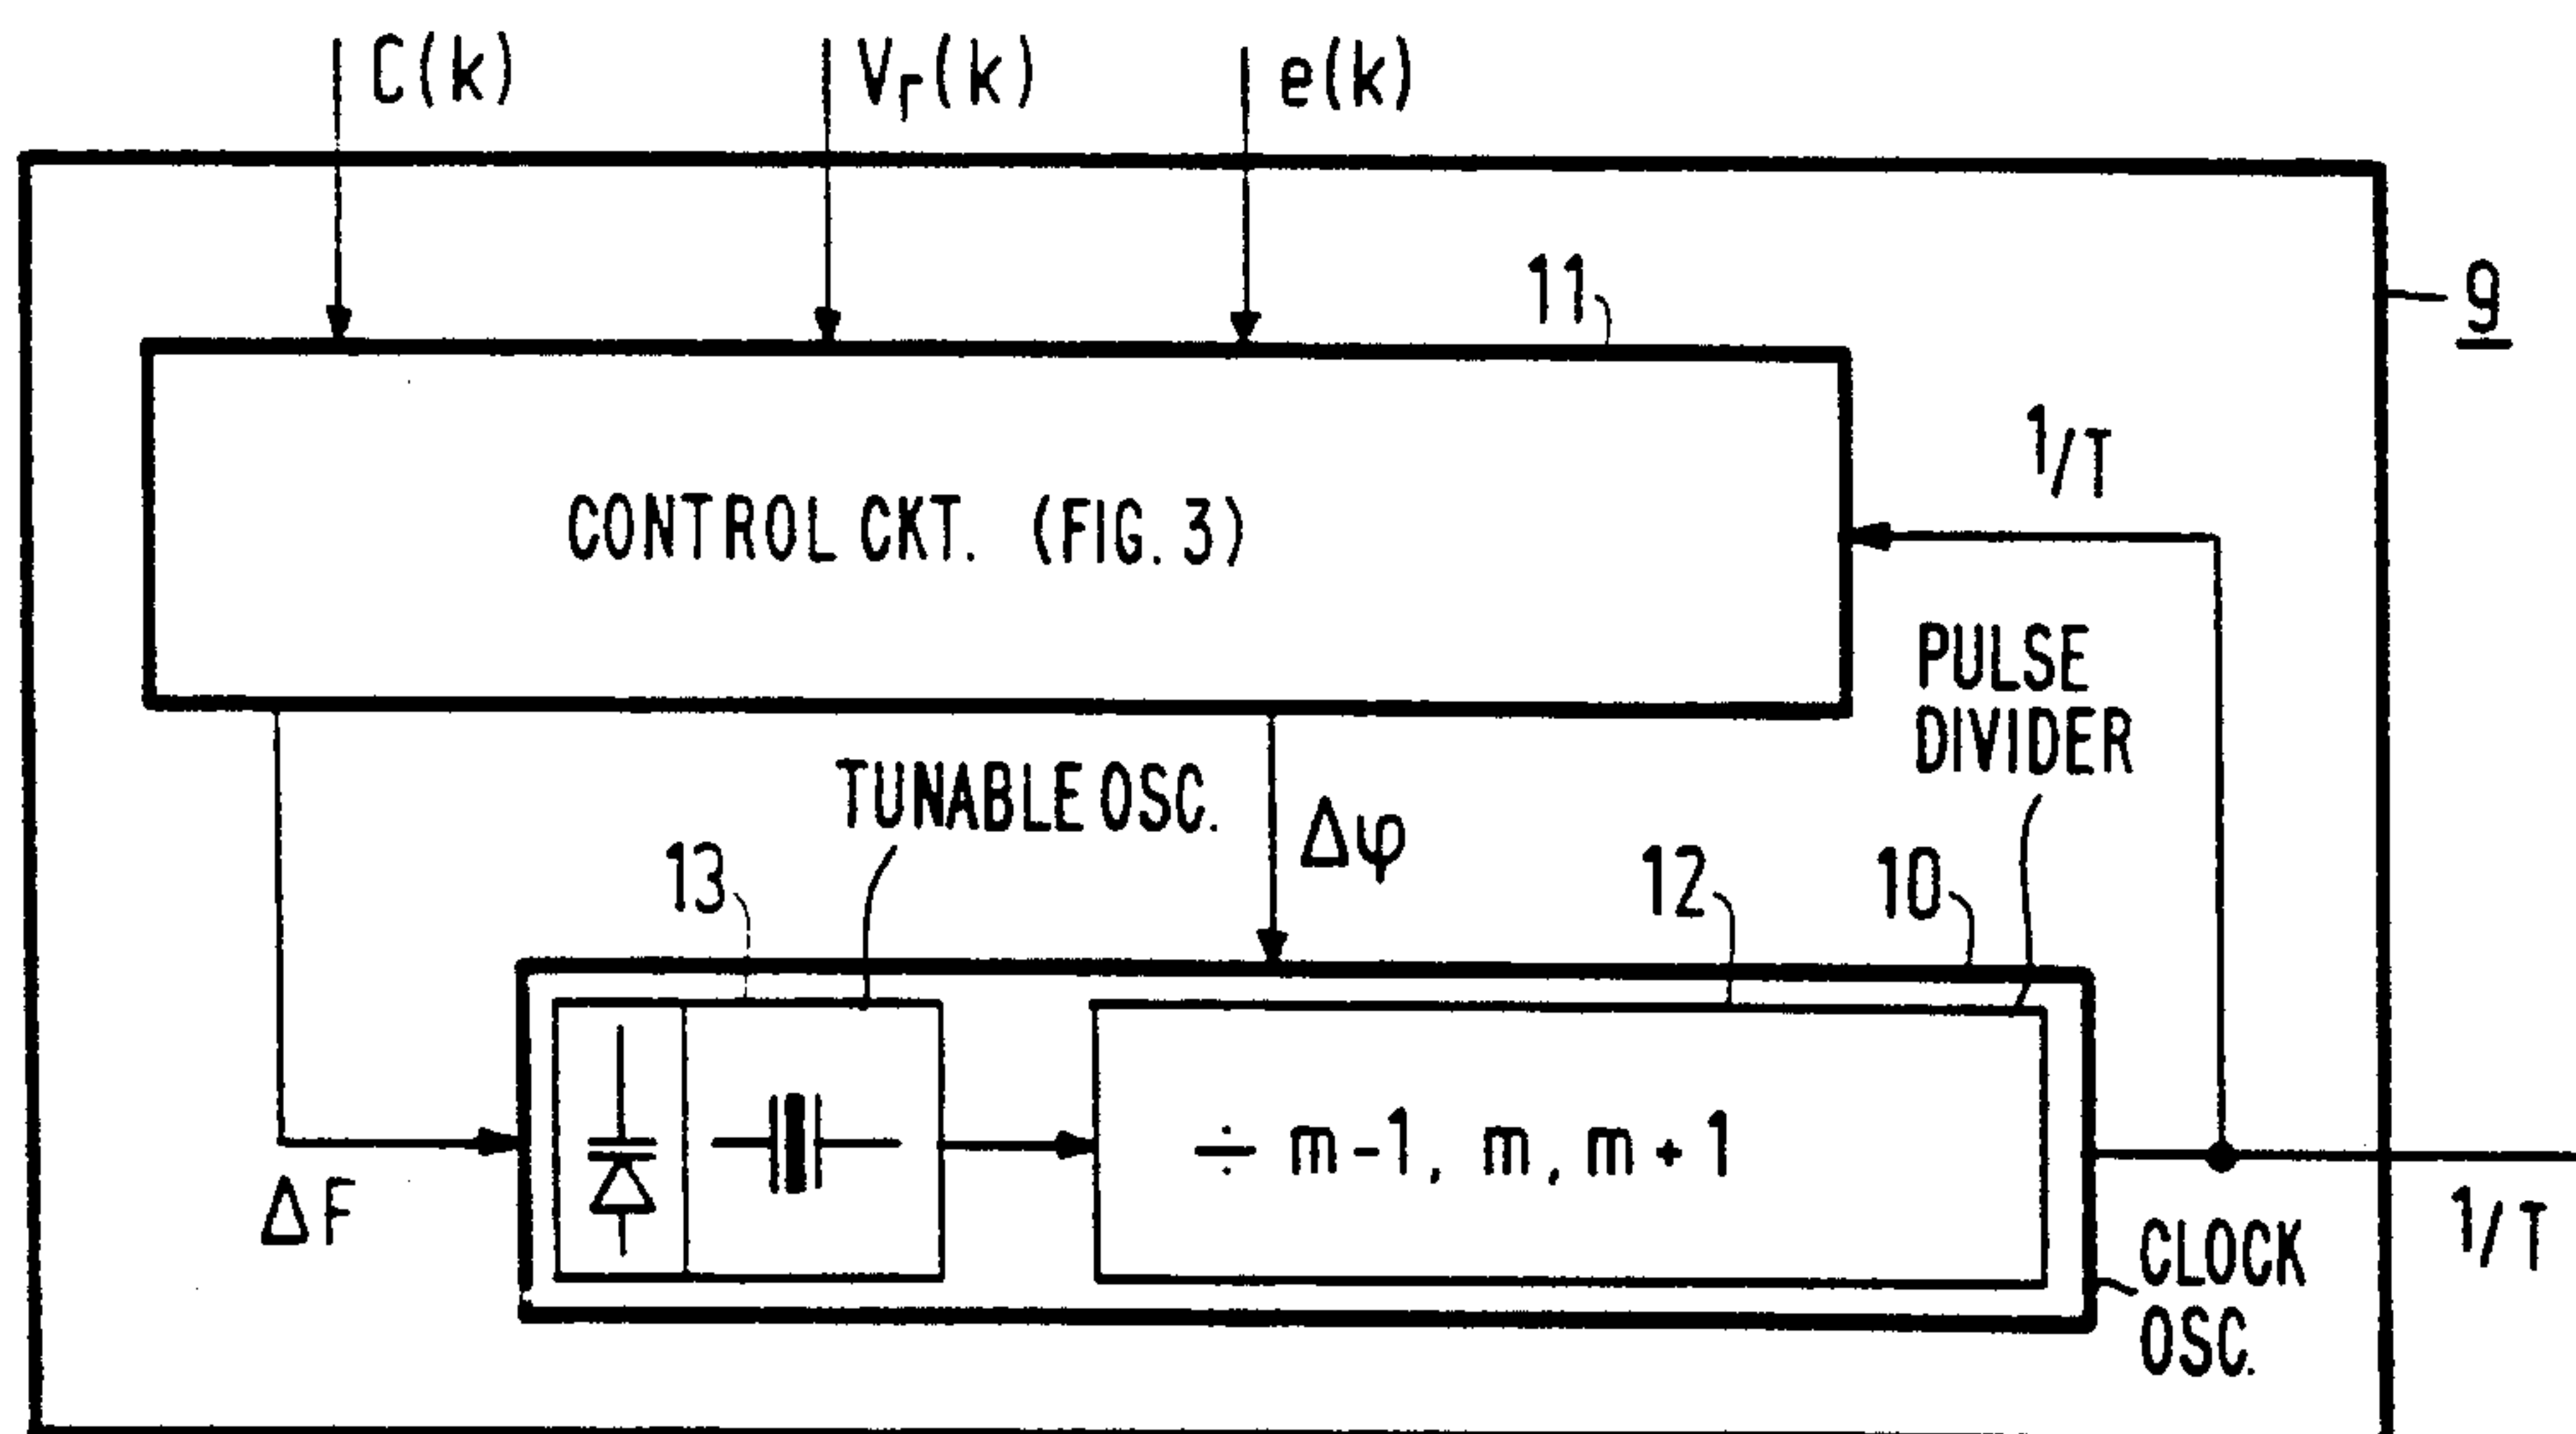 C(k)
Vr(k)
e(k)
11
9
1/T
CONTROL CKT. (FIG. 3)
PULSE
DIVIDER
TUNABLE OSC.
Δφ
13
12
10
÷ m-1, m, m+1
ΔF
1/T
CLOCK
OSC.